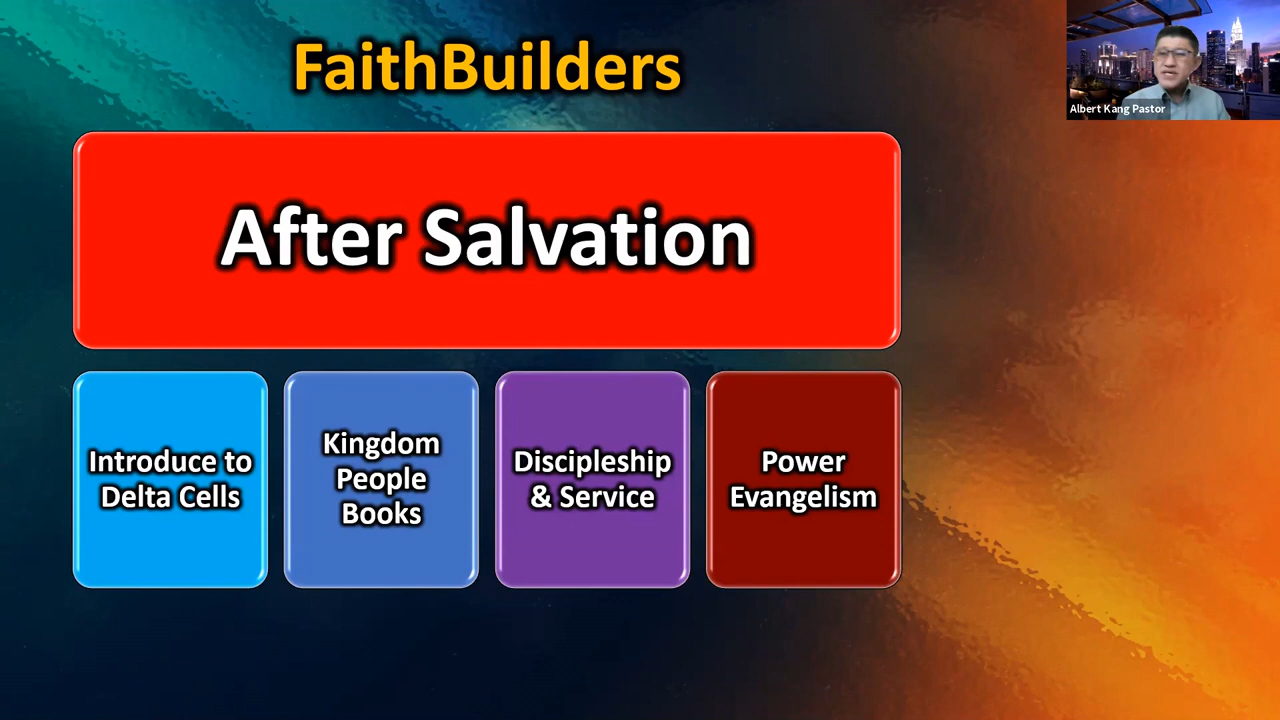 FaithBuilders
Albert Kang Pastor
After Salvation
Introduce to
Delta Cells
Kingdom
People
Books
Discipleship
& Service
Power
Evangelism